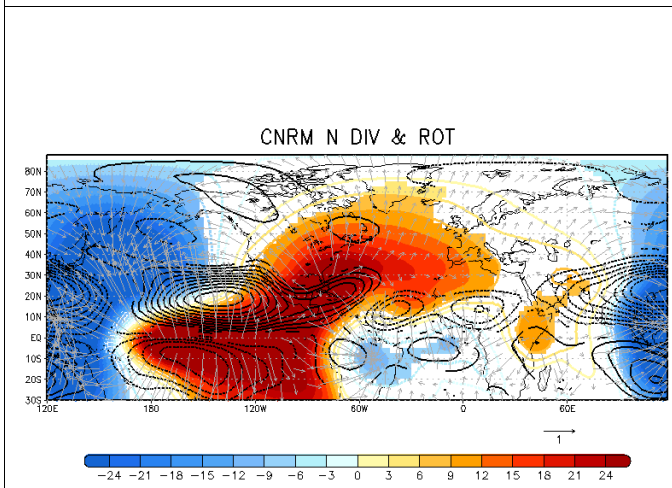 CNRM N DIV & ROT
80N
70N
60N
50N
40N
30N
20N
10N
EQ
10S
20S
30S
120E 180 120W 60W 0 60E
1
-24 -21 -18 -15 -12 -9 -6 -3 0 3 6 9 12 15 18 21 24